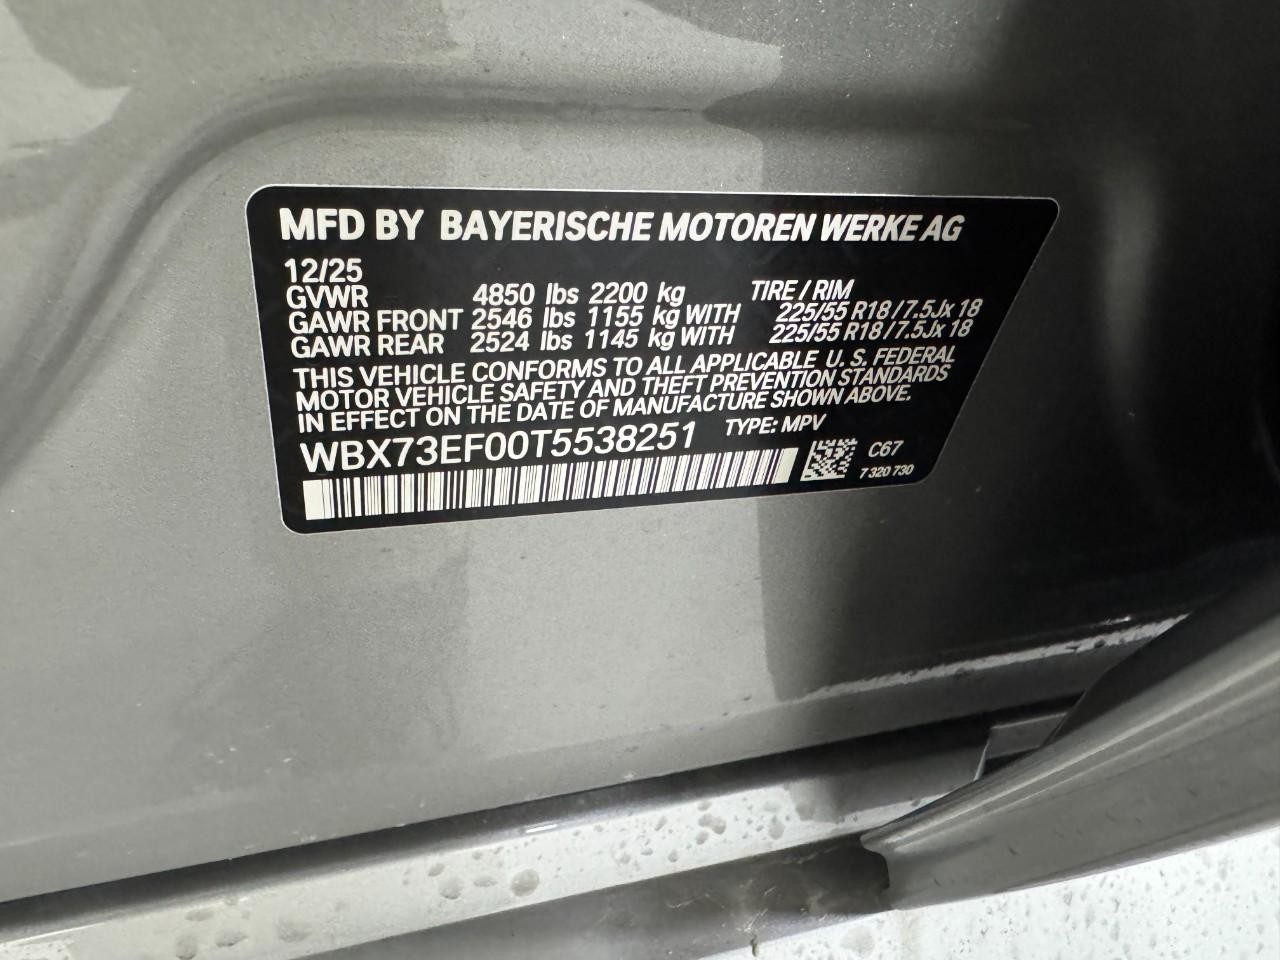 MFD BY BAYERISCHE MOTOREN WERKE AG
12/25
GVWR 4850 lbs 2200 kg TIRE / RIM
GAWR FRONT 2546 lbs 1155 kg WITH 225/55 R18 / 7.5Jx 18
GAWR REAR 2524 lbs 1145 kg WITH 225/55 R18 / 7.5Jx 18
THIS VEHICLE CONFORMS TO ALL APPLICABLE U. S. FEDERAL
MOTOR VEHICLE SAFETY AND THEFT PREVENTION STANDARDS
IN EFFECT ON THE DATE OF MANUFACTURE SHOWN ABOVE.
WBX73EF00T5538251 TYPE: MPV
C67
7 320 730